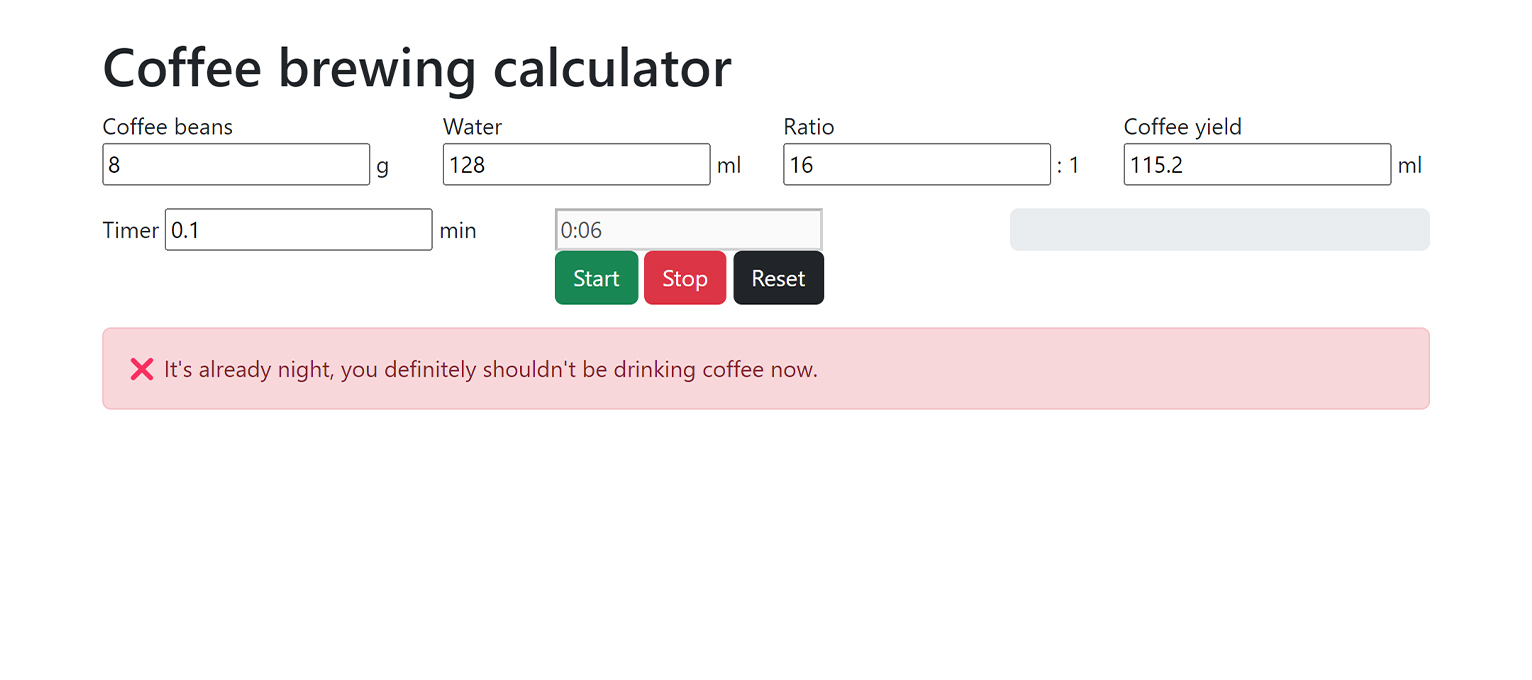 Coffee brewing calculator
Coffee beans Water Ratio Coffee yield
8 g 128 ml 16 : 1 115.2 ml
Timer 0.1 min 0:06
Start Stop Reset
❌ It's already night, you definitely shouldn't be drinking coffee now.